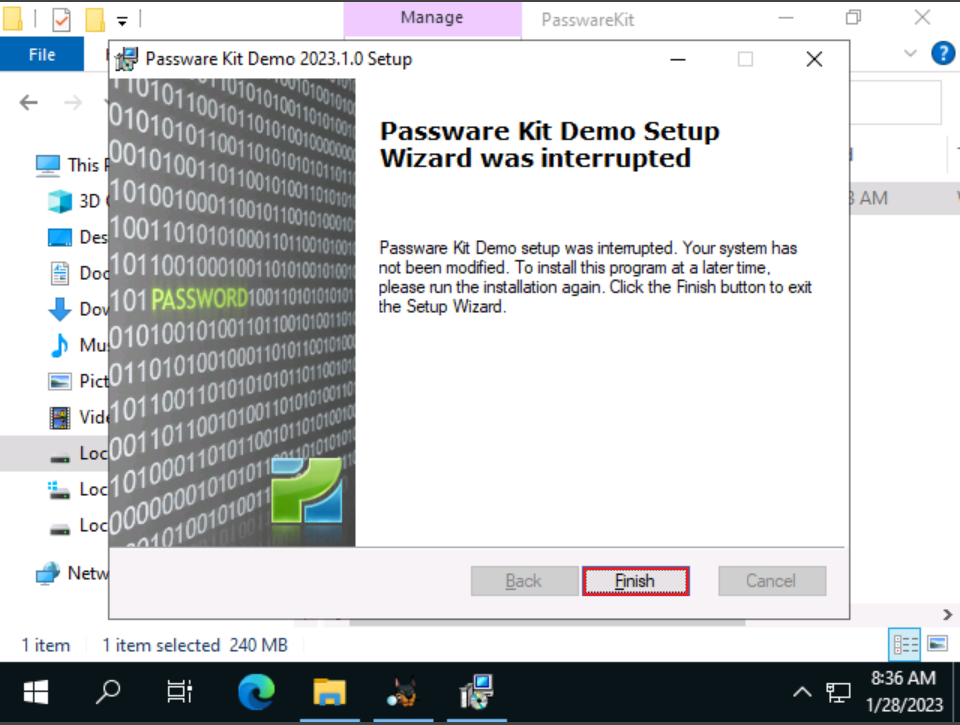 Manage
PasswareKit
File
Passware Kit Demo 2023.1.0 Setup
?
Passware Kit Demo Setup
Wizard was interrupted
This
3D
AM
Passware Kit Demo setup was interrupted. Your system has
not been modified. To install this program at a later time,
please run the installation again. Click the Finish button to exit
the Setup Wizard.
Des
Doc
Dov
PASSWORD
Mus
Pict
Vide
Loc
Loc
Loc
Netw
Back
Finish
Cancel
1 item
1 item selected 240 MB
8:36 AM
1/28/2023